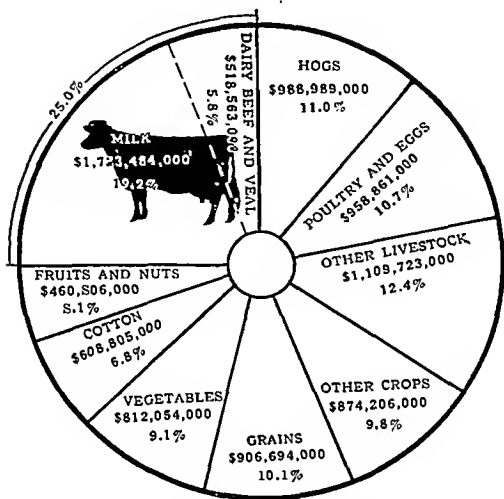 25.0%
DAIRY BEEF AND VEAL
$518,563,09%
5.8%
HOGS
$988,989,000
11.0%
MILK
$1,723,484,000
19.2%
POULTRY AND EGGS
$958,861,000
10.7%
OTHER LIVESTOCK
$1,109,723,000
12.4%
FRUITS AND NUTS
$460,506,000
5.1%
COTTON
$608,805,000
6.8%
VEGETABLES
$812,054,000
9.1%
GRAINS
$906,694,000
10.1%
OTHER CROPS
$874,206,000
9.8%